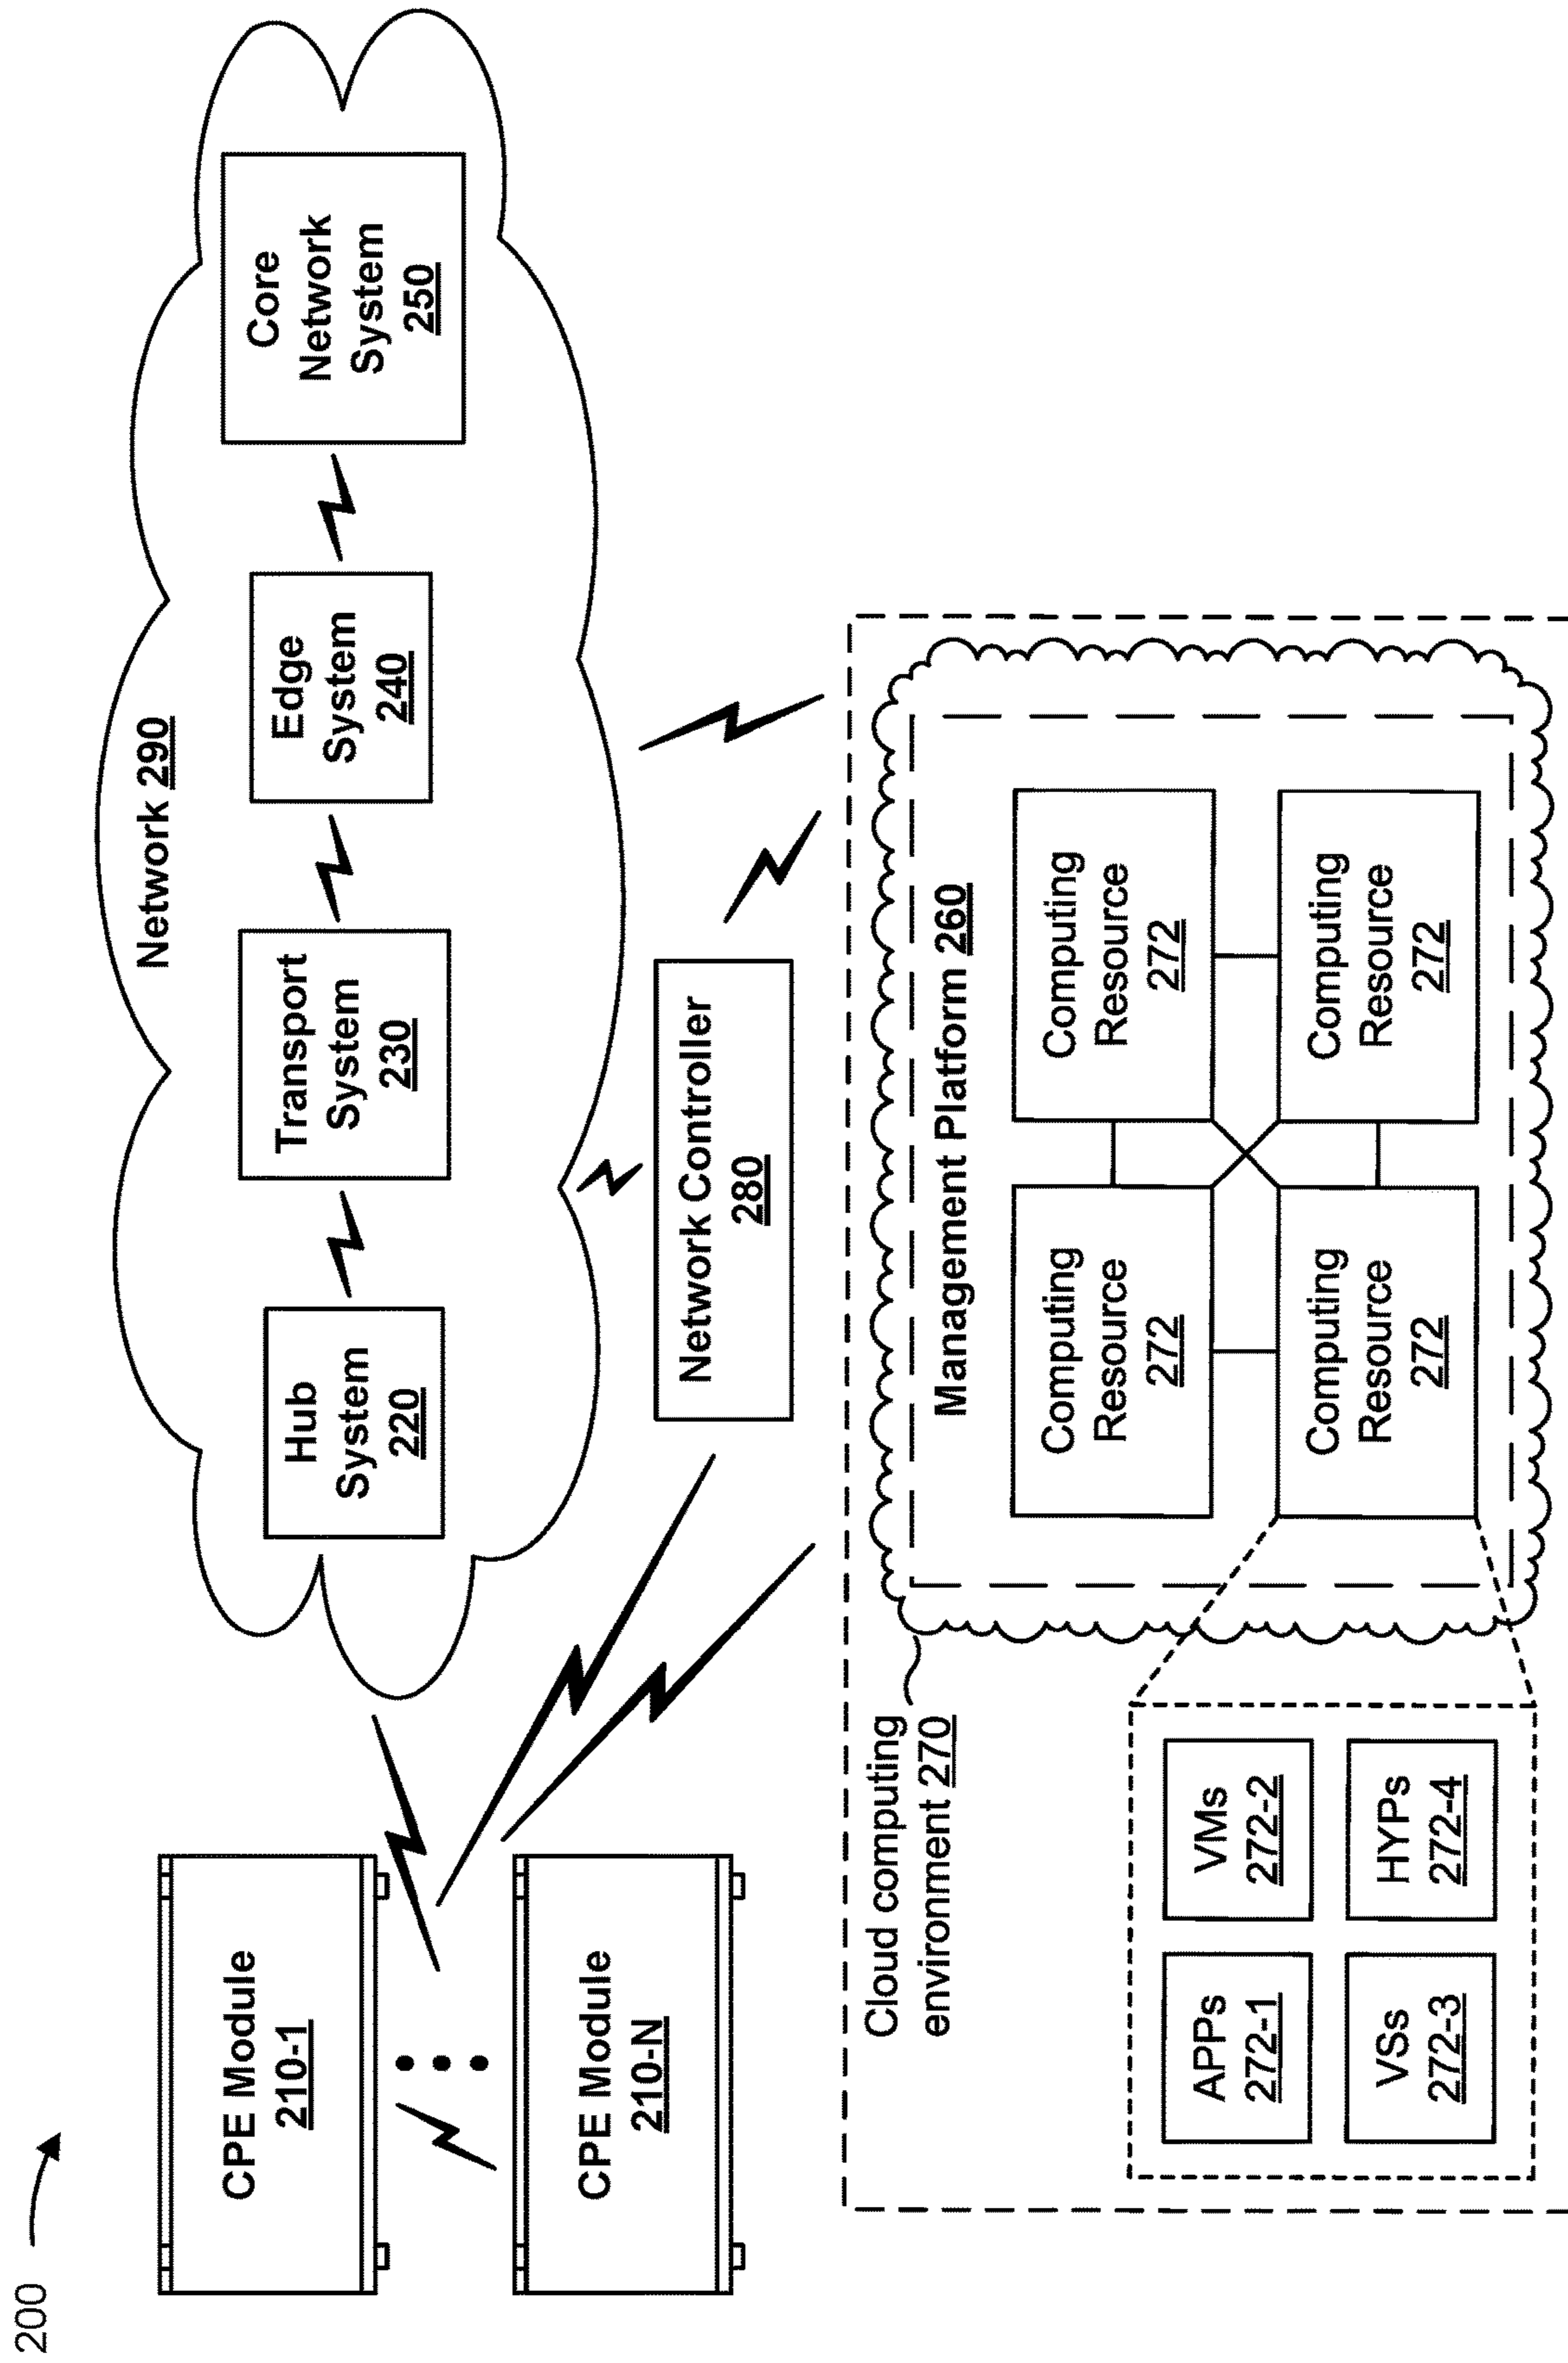 200
CPE Module
210-1
CPE Module
210-N
Network 290
Hub
System
220
Transport
System
230
Edge
System
240
Core
Network
System
250
Network Controller
280
Cloud computing
environment 270
Management Platform 260
Computing
Resource
272
Computing
Resource
272
Computing
Resource
272
Computing
Resource
272
APPs
272-1
VMs
272-2
VSs
272-3
HYPs
272-4